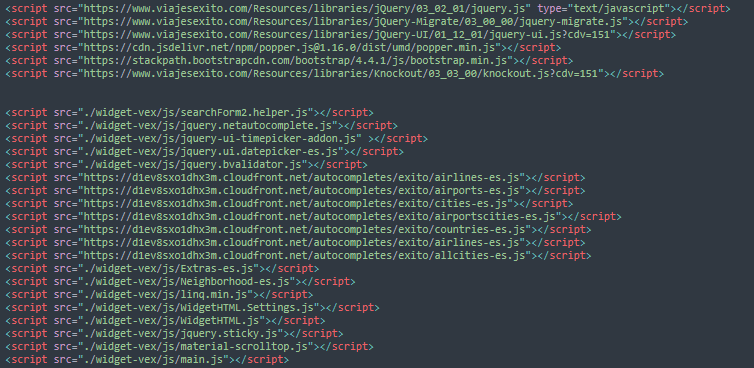 <script src="https://www.viajesexito.com/Resources/libraries/jQuery/03_02_01/jquery.js" type="text/javascript"></script>
<script src="https://www.viajesexito.com/Resources/libraries/jQuery-Migrate/03_00_00/jquery-migrate.js"></script>
<script src="https://www.viajesexito.com/Resources/libraries/jQuery-UI/01_12_01/jquery-ui.js?cdv=151"></script>
<script src="https://cdn.jsdelivr.net/npm/popper.js@1.16.0/dist/umd/popper.min.js"></script>
<script src="https://stackpath.bootstrapcdn.com/bootstrap/4.4.1/js/bootstrap.min.js"></script>
<script src="https://www.viajesexito.com/Resources/libraries/Knockout/03_03_00/knockout.js?cdv=151"></script>
<script src="./widget-vex/js/searchForm2.helper.js"></script>
<script src="./widget-vex/js/jquery.netautocomplete.js"></script>
<script src="./widget-vex/js/jquery-ui-timepicker-addon.js" ></script>
<script src="./widget-vex/js/jquery.ui.datepicker-es.js"></script>
<script src="./widget-vex/js/jquery.bvalidator.js"></script>
<script src="https://d1ev8sxo1dhx3m.cloudfront.net/autocompletes/exito/airlines-es.js"></script>
<script src="https://d1ev8sxo1dhx3m.cloudfront.net/autocompletes/exito/airports-es.js"></script>
<script src="https://d1ev8sxo1dhx3m.cloudfront.net/autocompletes/exito/cities-es.js"></script>
<script src="https://d1ev8sxo1dhx3m.cloudfront.net/autocompletes/exito/airportscities-es.js"></script>
<script src="https://d1ev8sxo1dhx3m.cloudfront.net/autocompletes/exito/countries-es.js"></script>
<script src="https://d1ev8sxo1dhx3m.cloudfront.net/autocompletes/exito/airlines-es.js"></script>
<script src="https://d1ev8sxo1dhx3m.cloudfront.net/autocompletes/exito/allcities-es.js"></script>
<script src="./widget-vex/js/Extras-es.js"></script>
<script src="./widget-vex/js/Neighborhood-es.js"></script>
<script src="./widget-vex/js/linq.min.js"></script>
<script src="./widget-vex/js/WidgetHTML.Settings.js"></script>
<script src="./widget-vex/js/WidgetHTML.js"></script>
<script src="./widget-vex/js/jquery.sticky.js"></script>
<script src="./widget-vex/js/material-scrolltop.js"></script>
<script src="./widget-vex/js/main.js"></script>